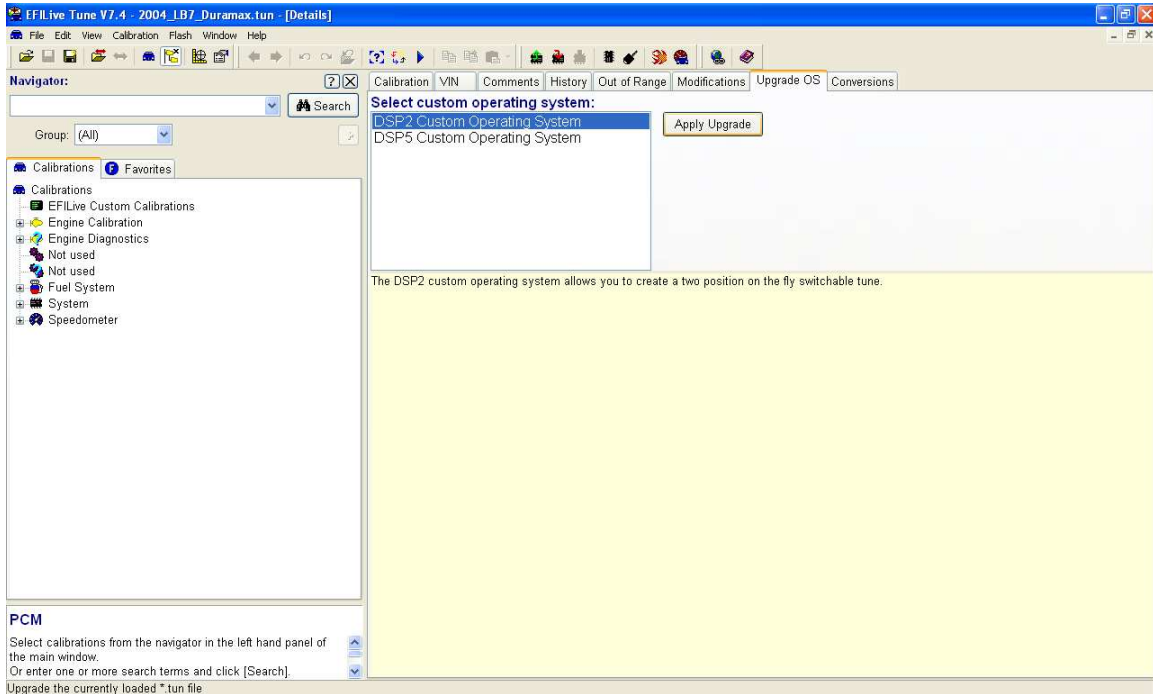 EFILive Tune V7.4 - 2004_LB7_Duramax.tun - [Details]
File Edit View Calibration Flash Window Help
Navigator:
Search
Group: (All)
Calibrations Favorites
Calibrations
EFILive Custom Calibrations
Engine Calibration
Engine Diagnostics
Not used
Not used
Fuel System
System
Speedometer
PCM
Select calibrations from the navigator in the left hand panel of
the main window.
Or enter one or more search terms and click [Search].
Calibration VIN Comments History Out of Range Modifications Upgrade OS Conversions
Select custom operating system:
DSP2 Custom Operating System
DSP5 Custom Operating System
Apply Upgrade
The DSP2 custom operating system allows you to create a two position on the fly switchable tune.
Upgrade the currently loaded *.tun file